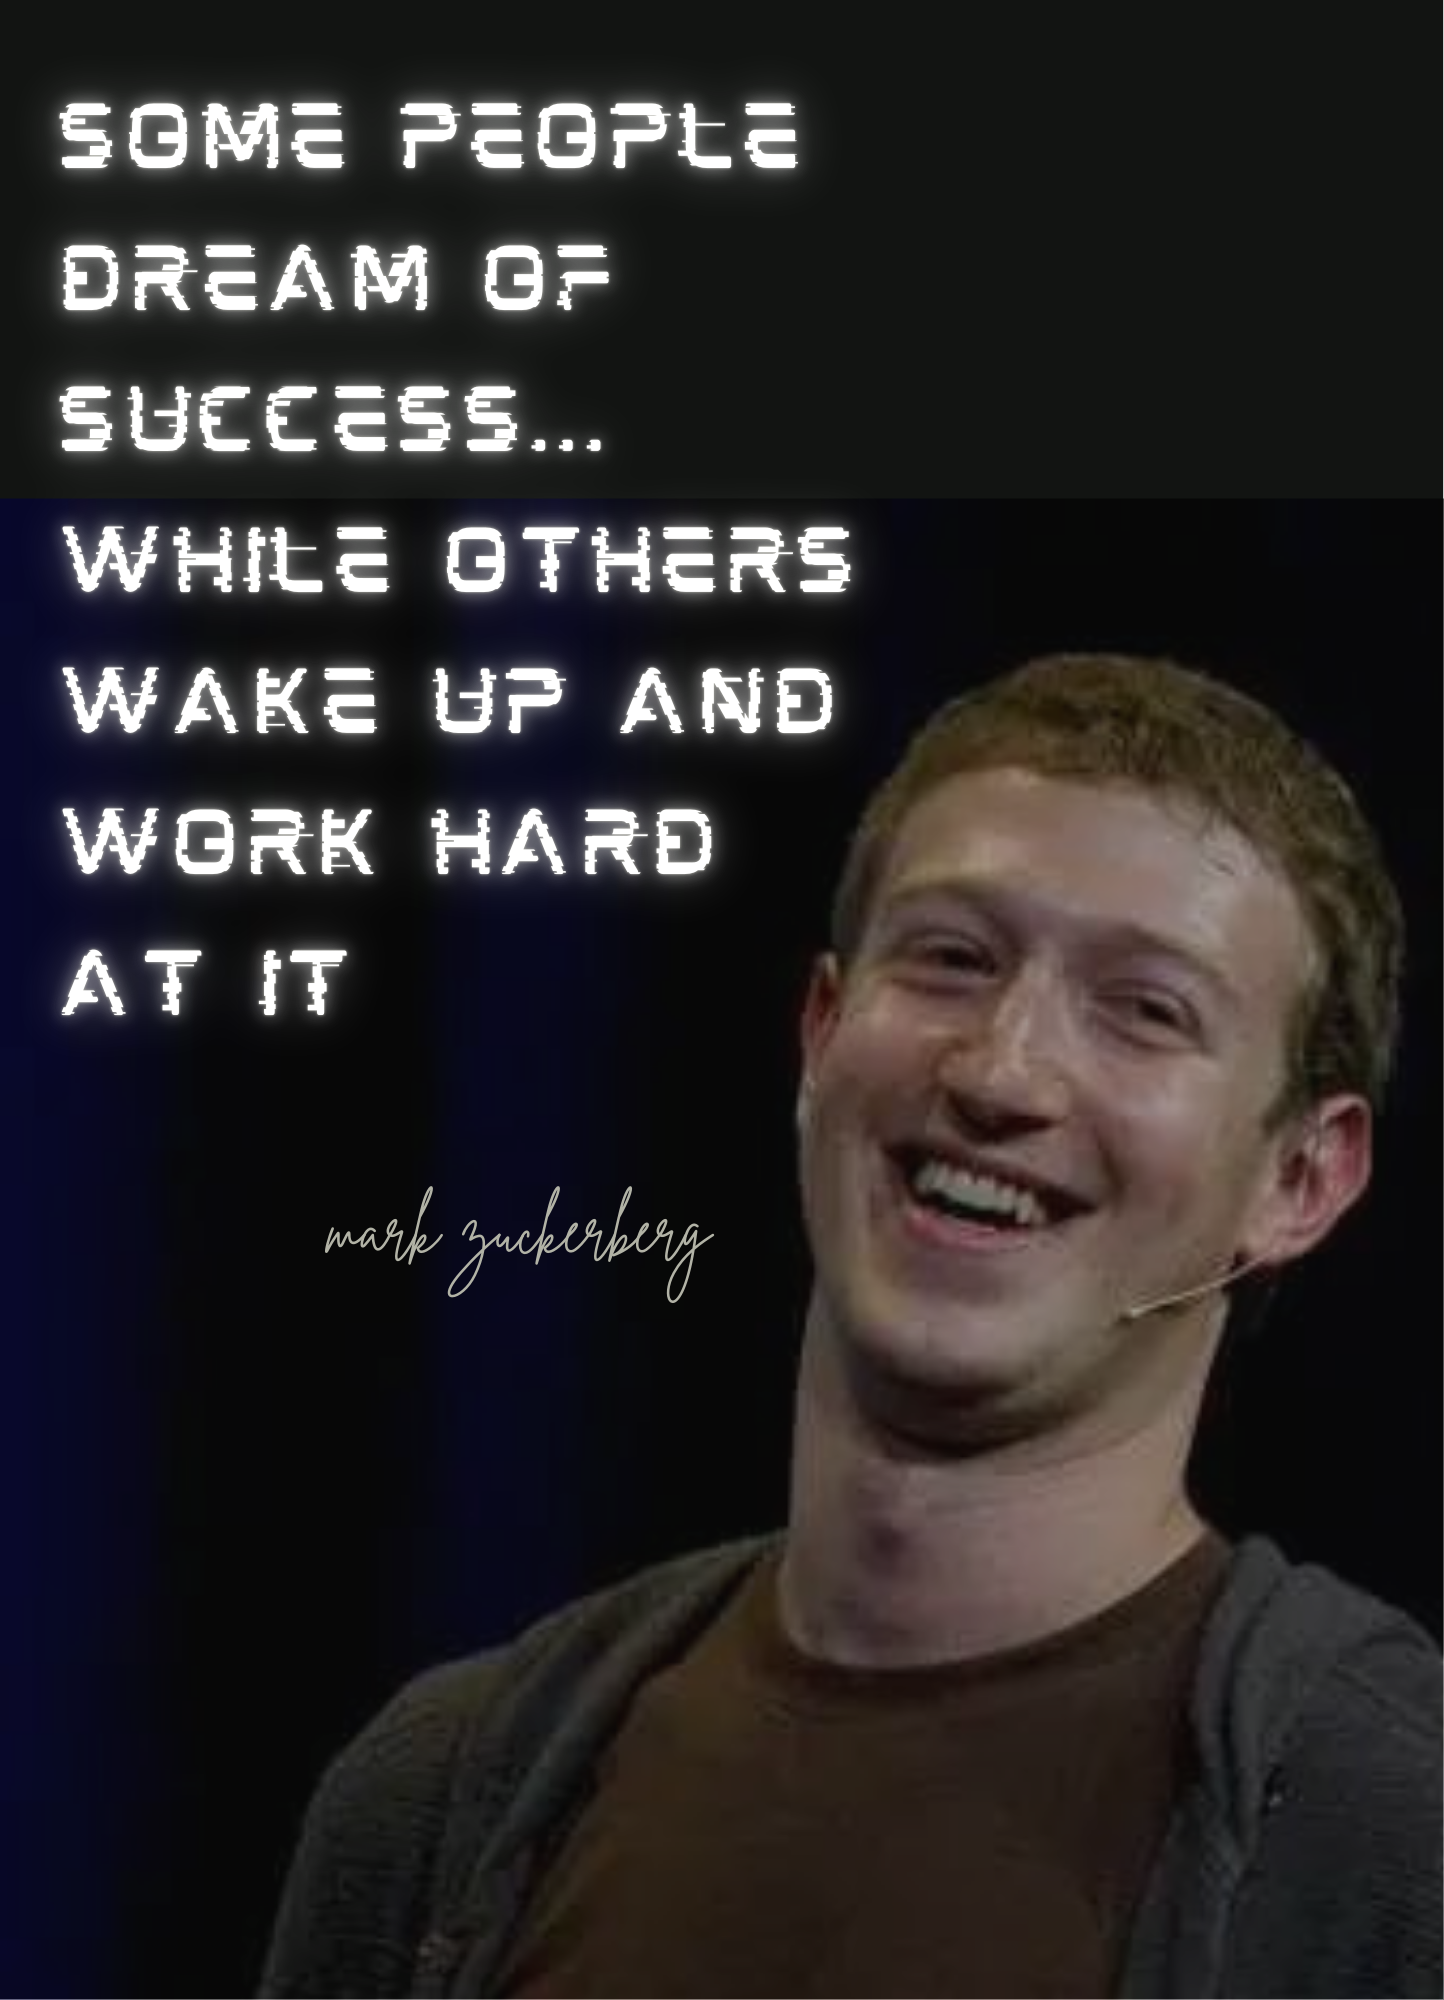 SOME PEOPLE
DREAM OF
SUCCESS...
WHILE OTHERS
WAKE UP AND
WORK HARD
AT IT
mark zuckerberg